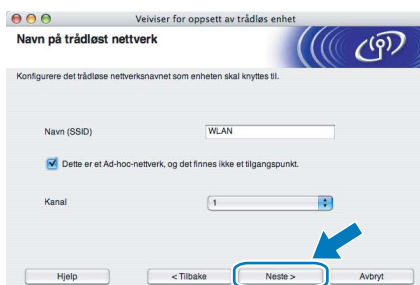 Veiviser for oppsett av trådløs enhet
Navn på trådløst nettverk
Konfigurere det trådløse nettverksnavnet som enheten skal knyttes til.
Navn (SSID) WLAN
Dette er et Ad-hoc-nettverk, og det finnes ikke et tilgangspunkt.
Kanal 1
Hjelp < Tilbake Neste > Avbryt